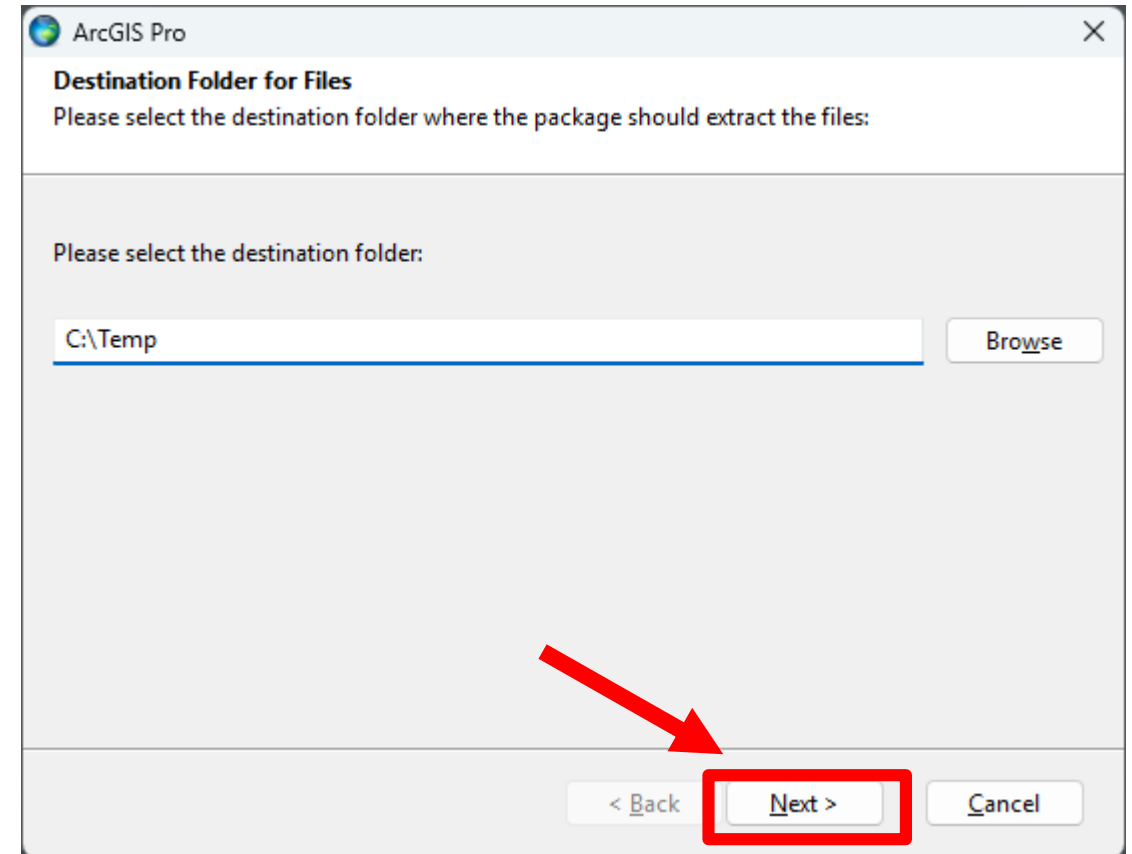 ArcGIS Pro
Destination Folder for Files
Please select the destination folder where the package should extract the files:
Please select the destination folder:
C:\Temp
Browse
< Back
Next >
Cancel